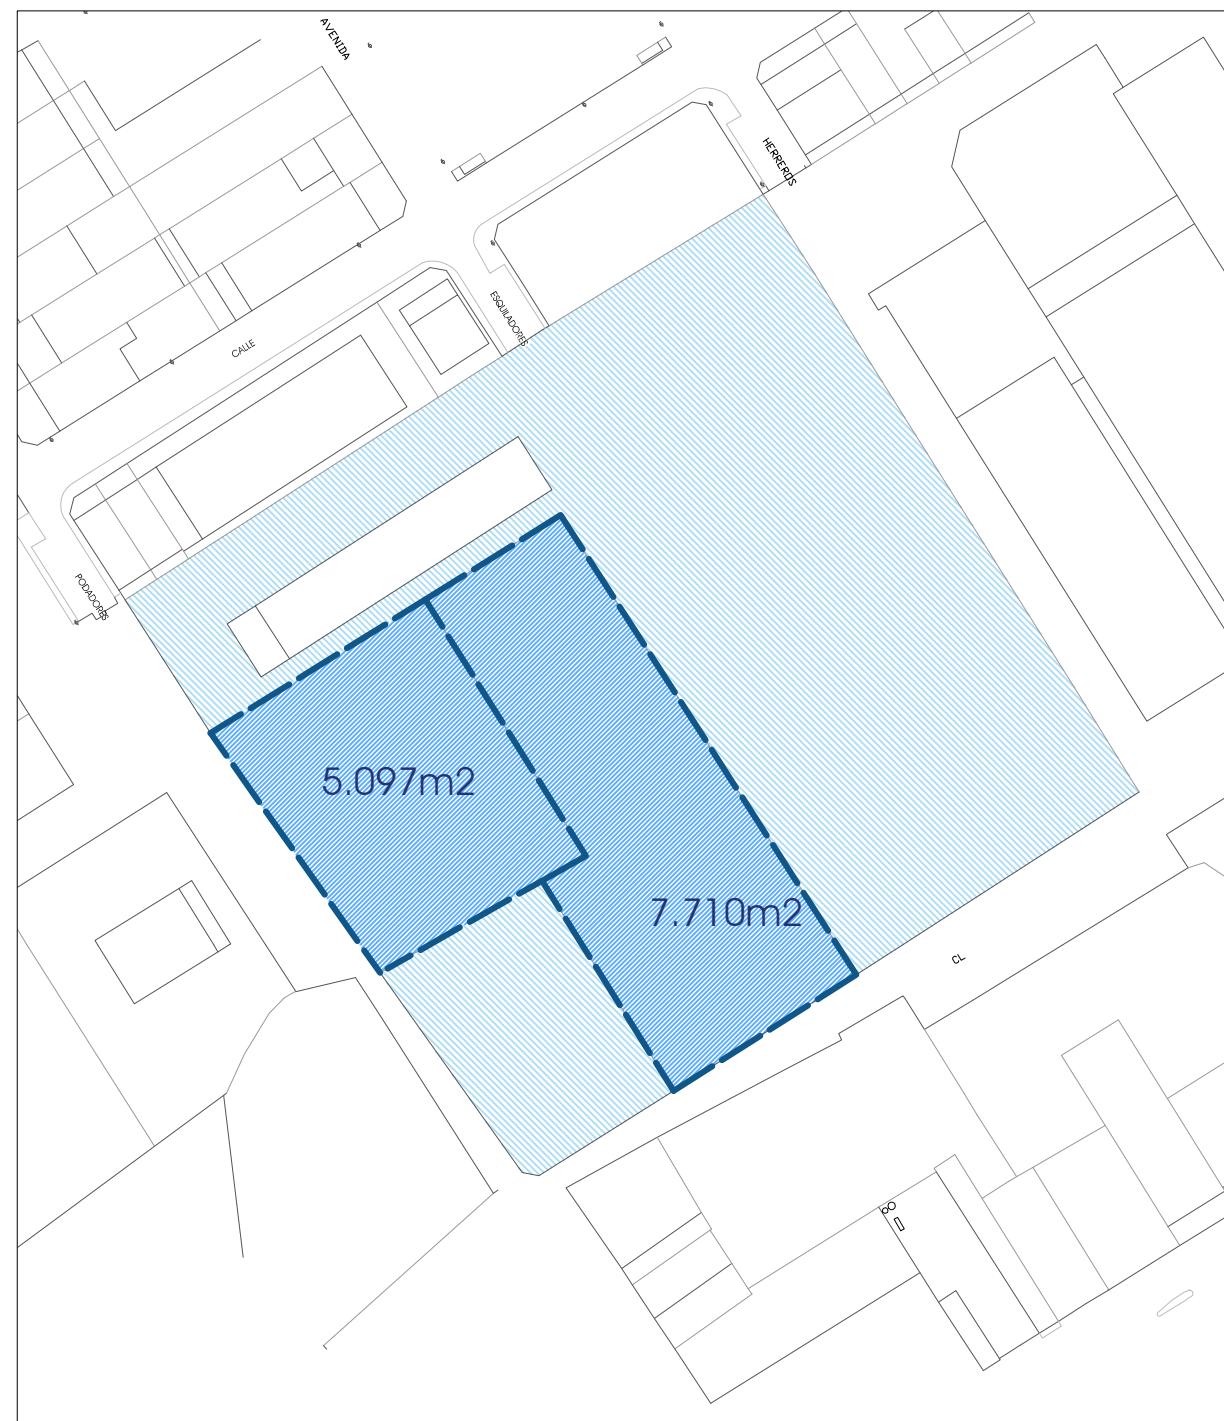 AVENIDA
HERREROS
ESQUILADORES
CALLE
PODADORES
5.097m2
7.710m2
CL